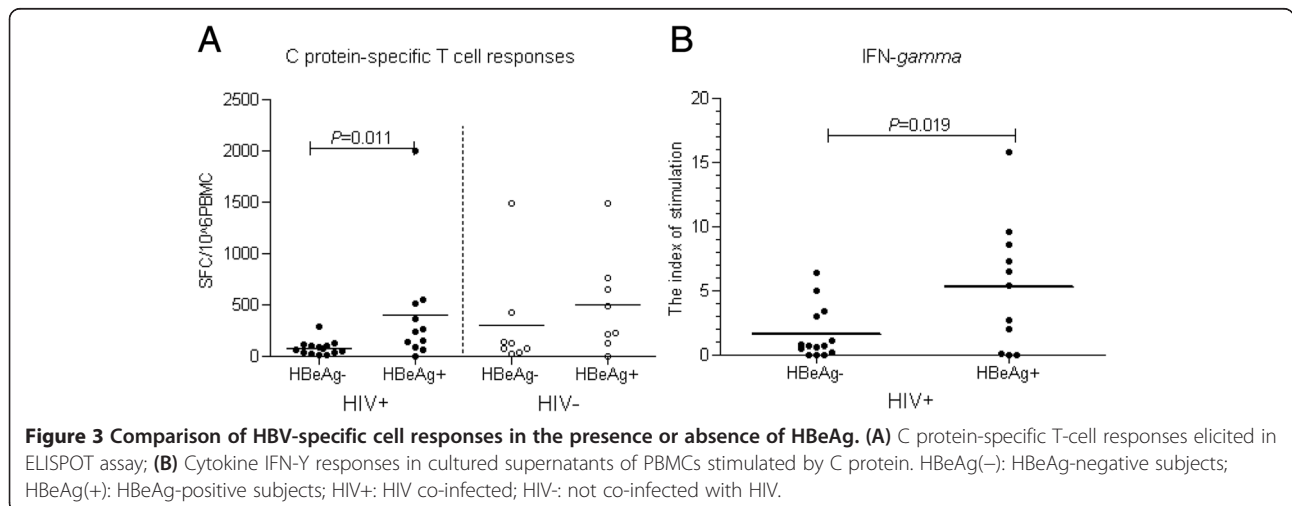 A
C protein-specific T cell responses
SFC/10^6PBMC
2500
2000
1500
1000
500
0
P=0.011
HBeAg- HBeAg+ HBeAg- HBeAg+
HIV+ HIV-
B
IFN-gamma
The index of stimulation
20
15
10
5
0
P=0.019
HBeAg- HBeAg+
HIV+
Figure 3 Comparison of HBV-specific cell responses in the presence or absence of HBeAg. (A) C protein-specific T-cell responses elicited in
ELISPOT assay; (B) Cytokine IFN-Y responses in cultured supernatants of PBMCs stimulated by C protein. HBeAg(−): HBeAg-negative subjects;
HBeAg(+): HBeAg-positive subjects; HIV+: HIV co-infected; HIV-: not co-infected with HIV.